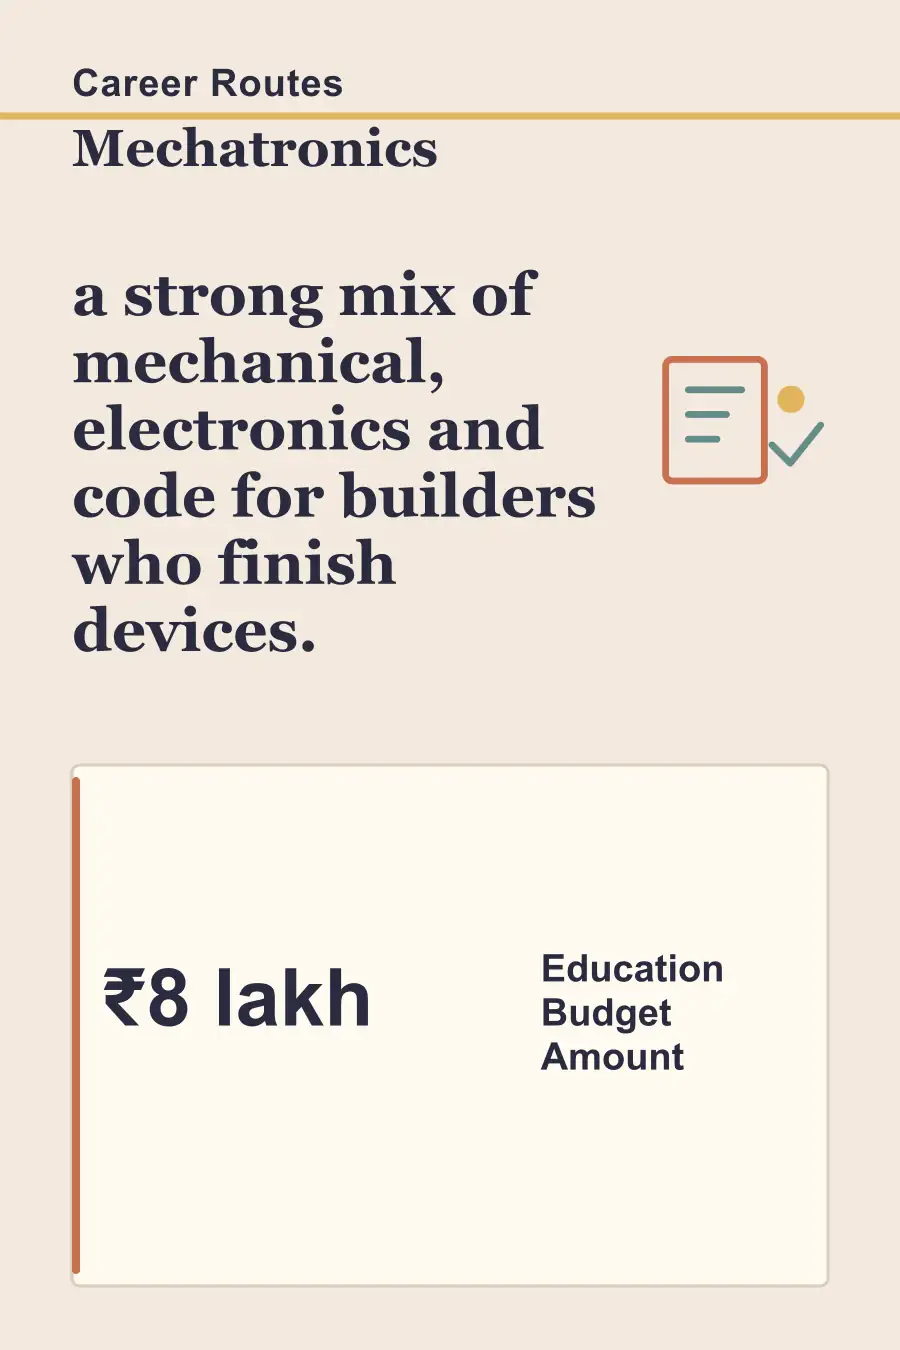 Career Routes
Mechatronics
a strong mix of
mechanical,
electronics and
code for builders
who finish
devices.
₹8 lakh
Education
Budget
Amount